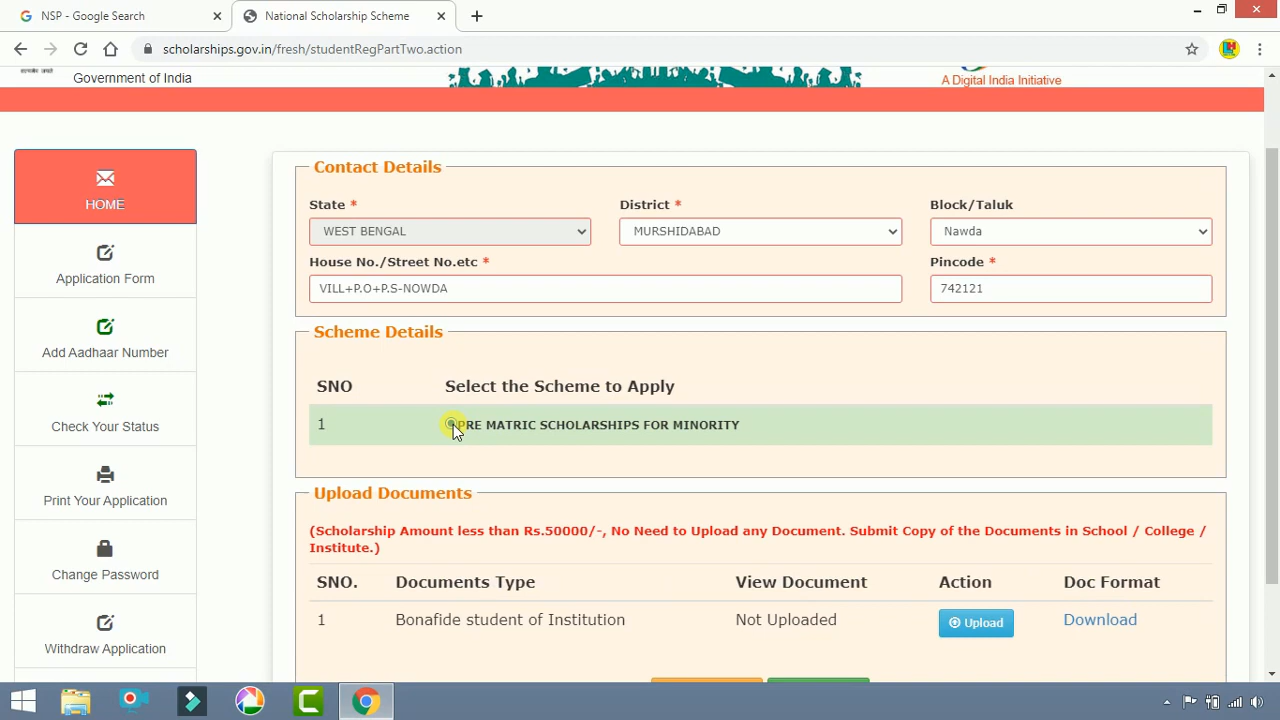 NSP - Google Search
National Scholarship Scheme
scholarships.gov.in/fresh/studentRegPartTwo.action
Government of India
A Digital India Initiative
HOME
Application Form
Add Aadhaar Number
Check Your Status
Print Your Application
Change Password
Withdraw Application
Contact Details
State * District * Block/Taluk
WEST BENGAL MURSHIDABAD Nawda
House No./Street No.etc * Pincode *
VILL+P.O+P.S-NOWDA 742121
Scheme Details
SNO Select the Scheme to Apply
1 PRE MATRIC SCHOLARSHIPS FOR MINORITY
Upload Documents
(Scholarship Amount less than Rs.50000/-, No Need to Upload any Document. Submit Copy of the Documents in School / College /
Institute.)
SNO. Documents Type View Document Action Doc Format
1 Bonafide student of Institution Not Uploaded Upload Download